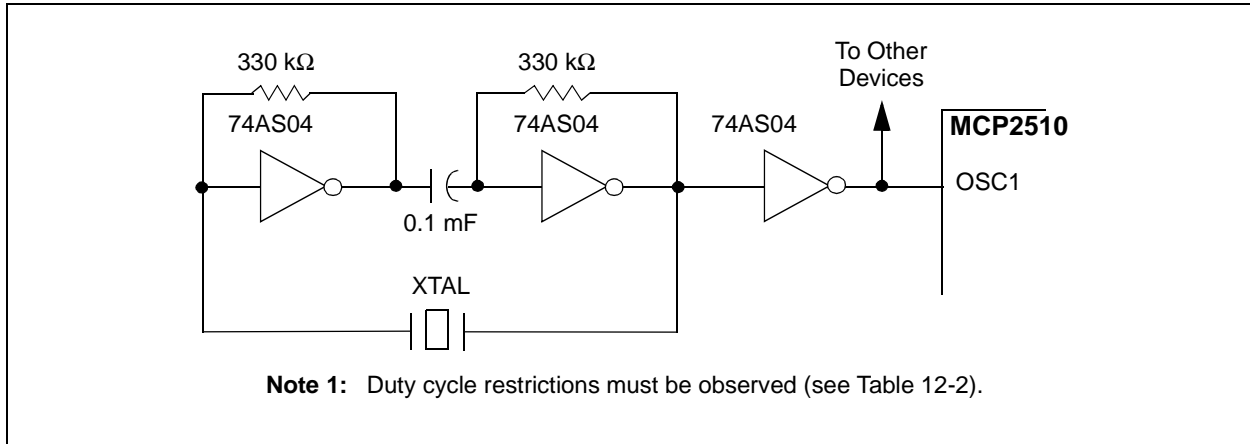 330 kΩ
330 kΩ
To Other
Devices
74AS04
74AS04
74AS04
MCP2510
OSC1
0.1 mF
XTAL
Note 1: Duty cycle restrictions must be observed (see Table 12-2).